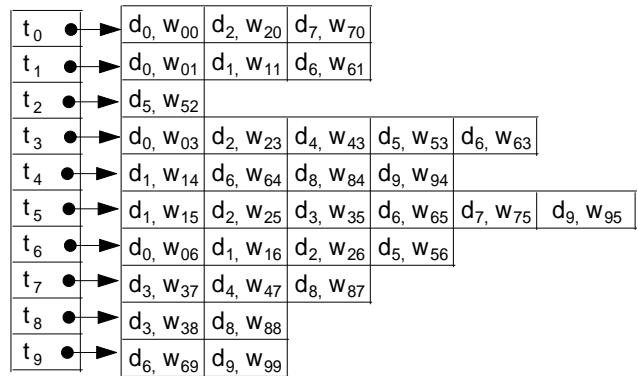 t₀ d₀, w₀₀ d₂, w₂₀ d₇, w₇₀
t₁ d₀, w₀₁ d₁, w₁₁ d₆, w₆₁
t₂ d₅, w₅₂
t₃ d₀, w₀₃ d₂, w₂₃ d₄, w₄₃ d₅, w₅₃ d₆, w₆₃
t₄ d₁, w₁₄ d₆, w₆₄ d₈, w₈₄ d₉, w₉₄
t₅ d₁, w₁₅ d₂, w₂₅ d₃, w₃₅ d₆, w₆₅ d₇, w₇₅ d₉, w₉₅
t₆ d₀, w₀₆ d₁, w₁₆ d₂, w₂₆ d₅, w₅₆
t₇ d₃, w₃₇ d₄, w₄₇ d₈, w₈₇
t₈ d₃, w₃₈ d₈, w₈₈
t₉ d₆, w₆₉ d₉, w₉₉